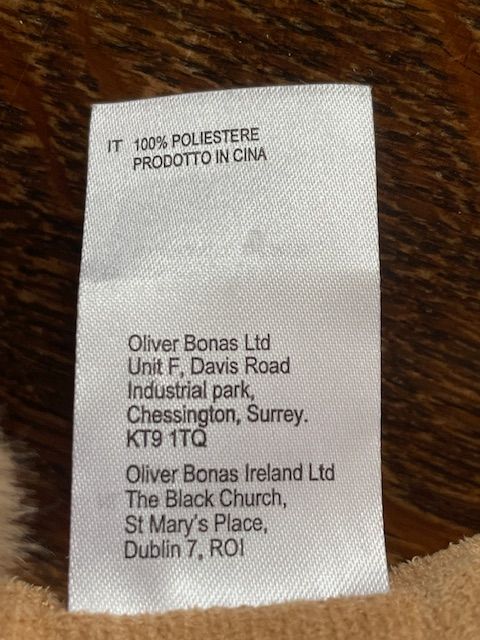 IT 100% POLIESTERE
PRODOTTO IN CINA
Oliver Bonas Ltd
Unit F, Davis Road
Industrial park,
Chessington, Surrey.
KT9 1TQ
Oliver Bonas Ireland Ltd
The Black Church,
St Mary's Place,
Dublin 7, ROI